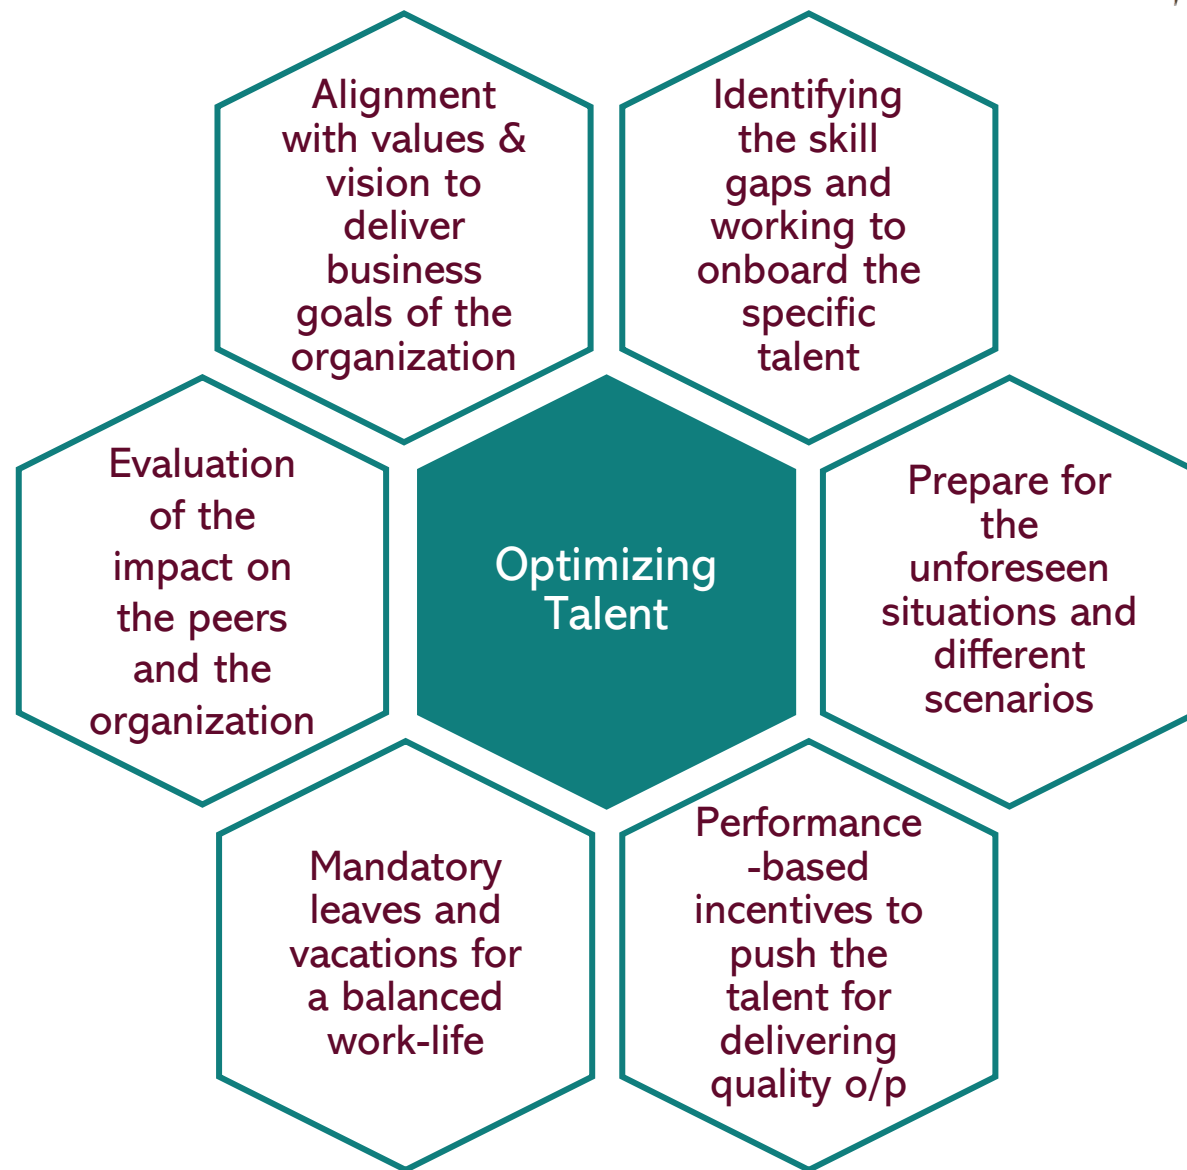 Alignment
with values &
vision to
deliver
business
goals of the
organization
Identifying
the skill
gaps and
working to
onboard the
specific
talent
Evaluation
of the
impact on
the peers
and the
organization
Optimizing
Talent
Prepare for
the
unforeseen
situations and
different
scenarios
Mandatory
leaves and
vacations for
a balanced
work-life
Performance
-based
incentives to
push the
talent for
delivering
quality o/p